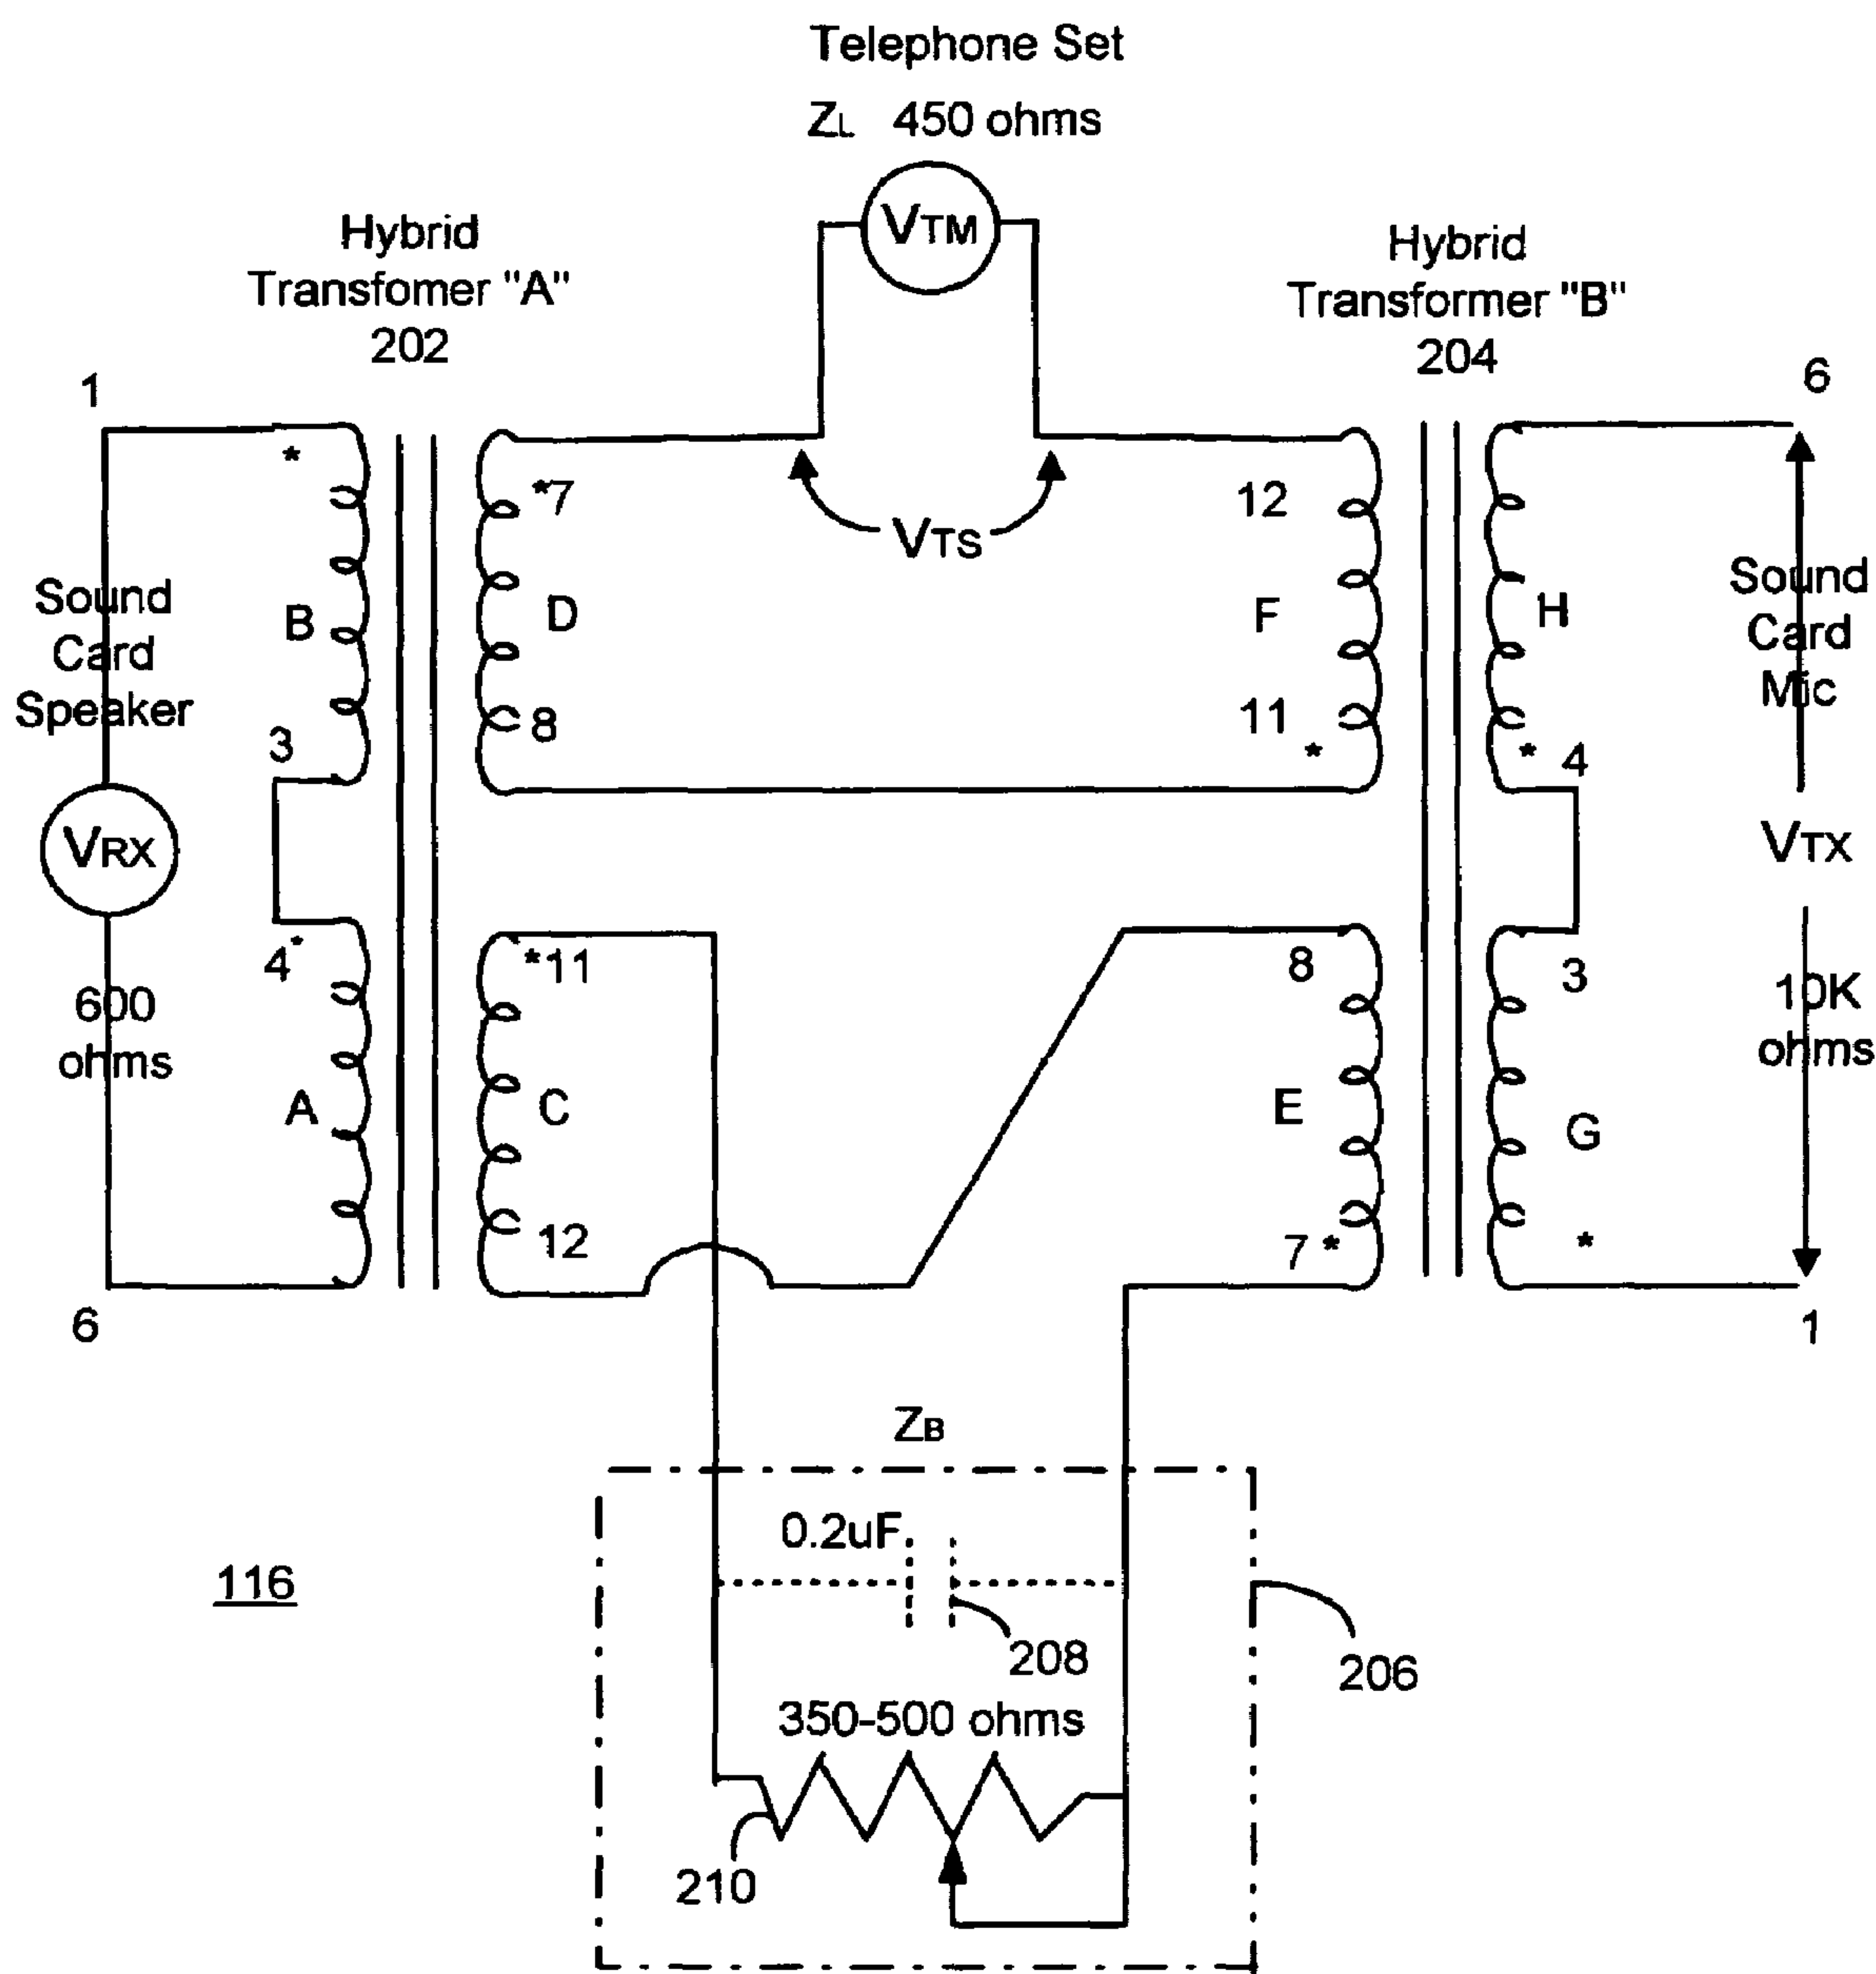 Telephone Set
ZL 450 ohms
VTM
Hybrid
Transfomer "A"
202
Hybrid
Transformer "B"
204
1
6
*
*7
12
VTS
Sound
Card
Speaker
B
D
F
H
Sound
Card
Mic
3
8
11
*
*
4
VRX
VTX
4*
*11
8
3
600
ohms
10K
ohms
A
C
E
G
12
7*
*
6
1
ZB
0.2uF
116
208
206
350-500 ohms
210